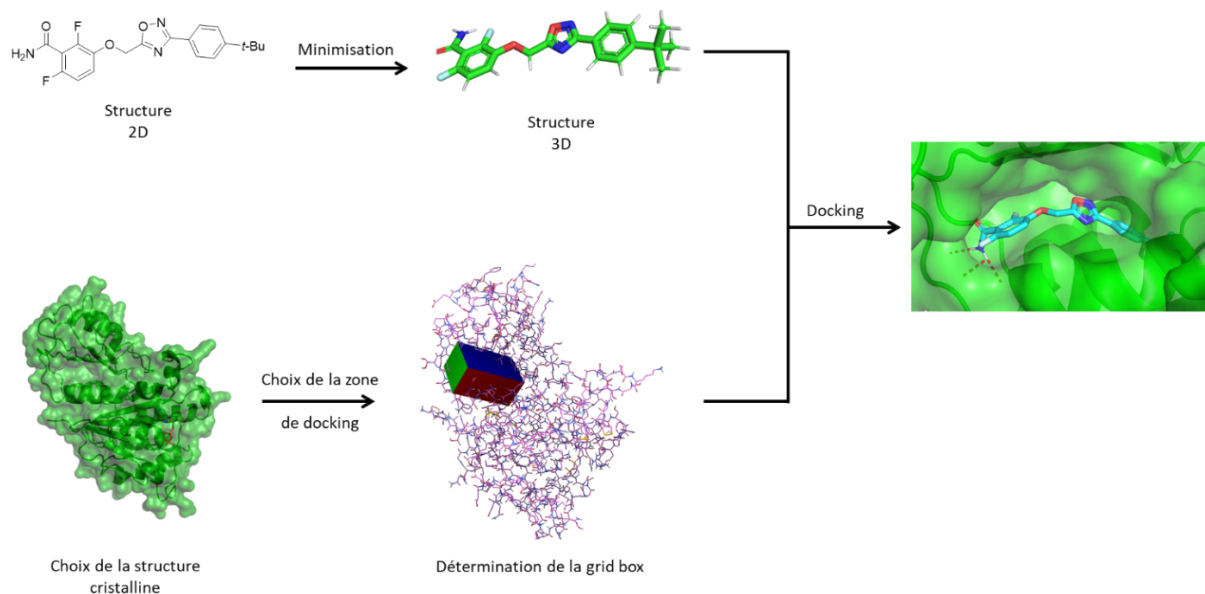 O
F
O
O
N
t-Bu
H₂N
N
F
Minimisation
Structure
2D
Structure
3D
Docking
Choix de la zone
de docking
Choix de la structure
cristalline
Détermination de la grid box